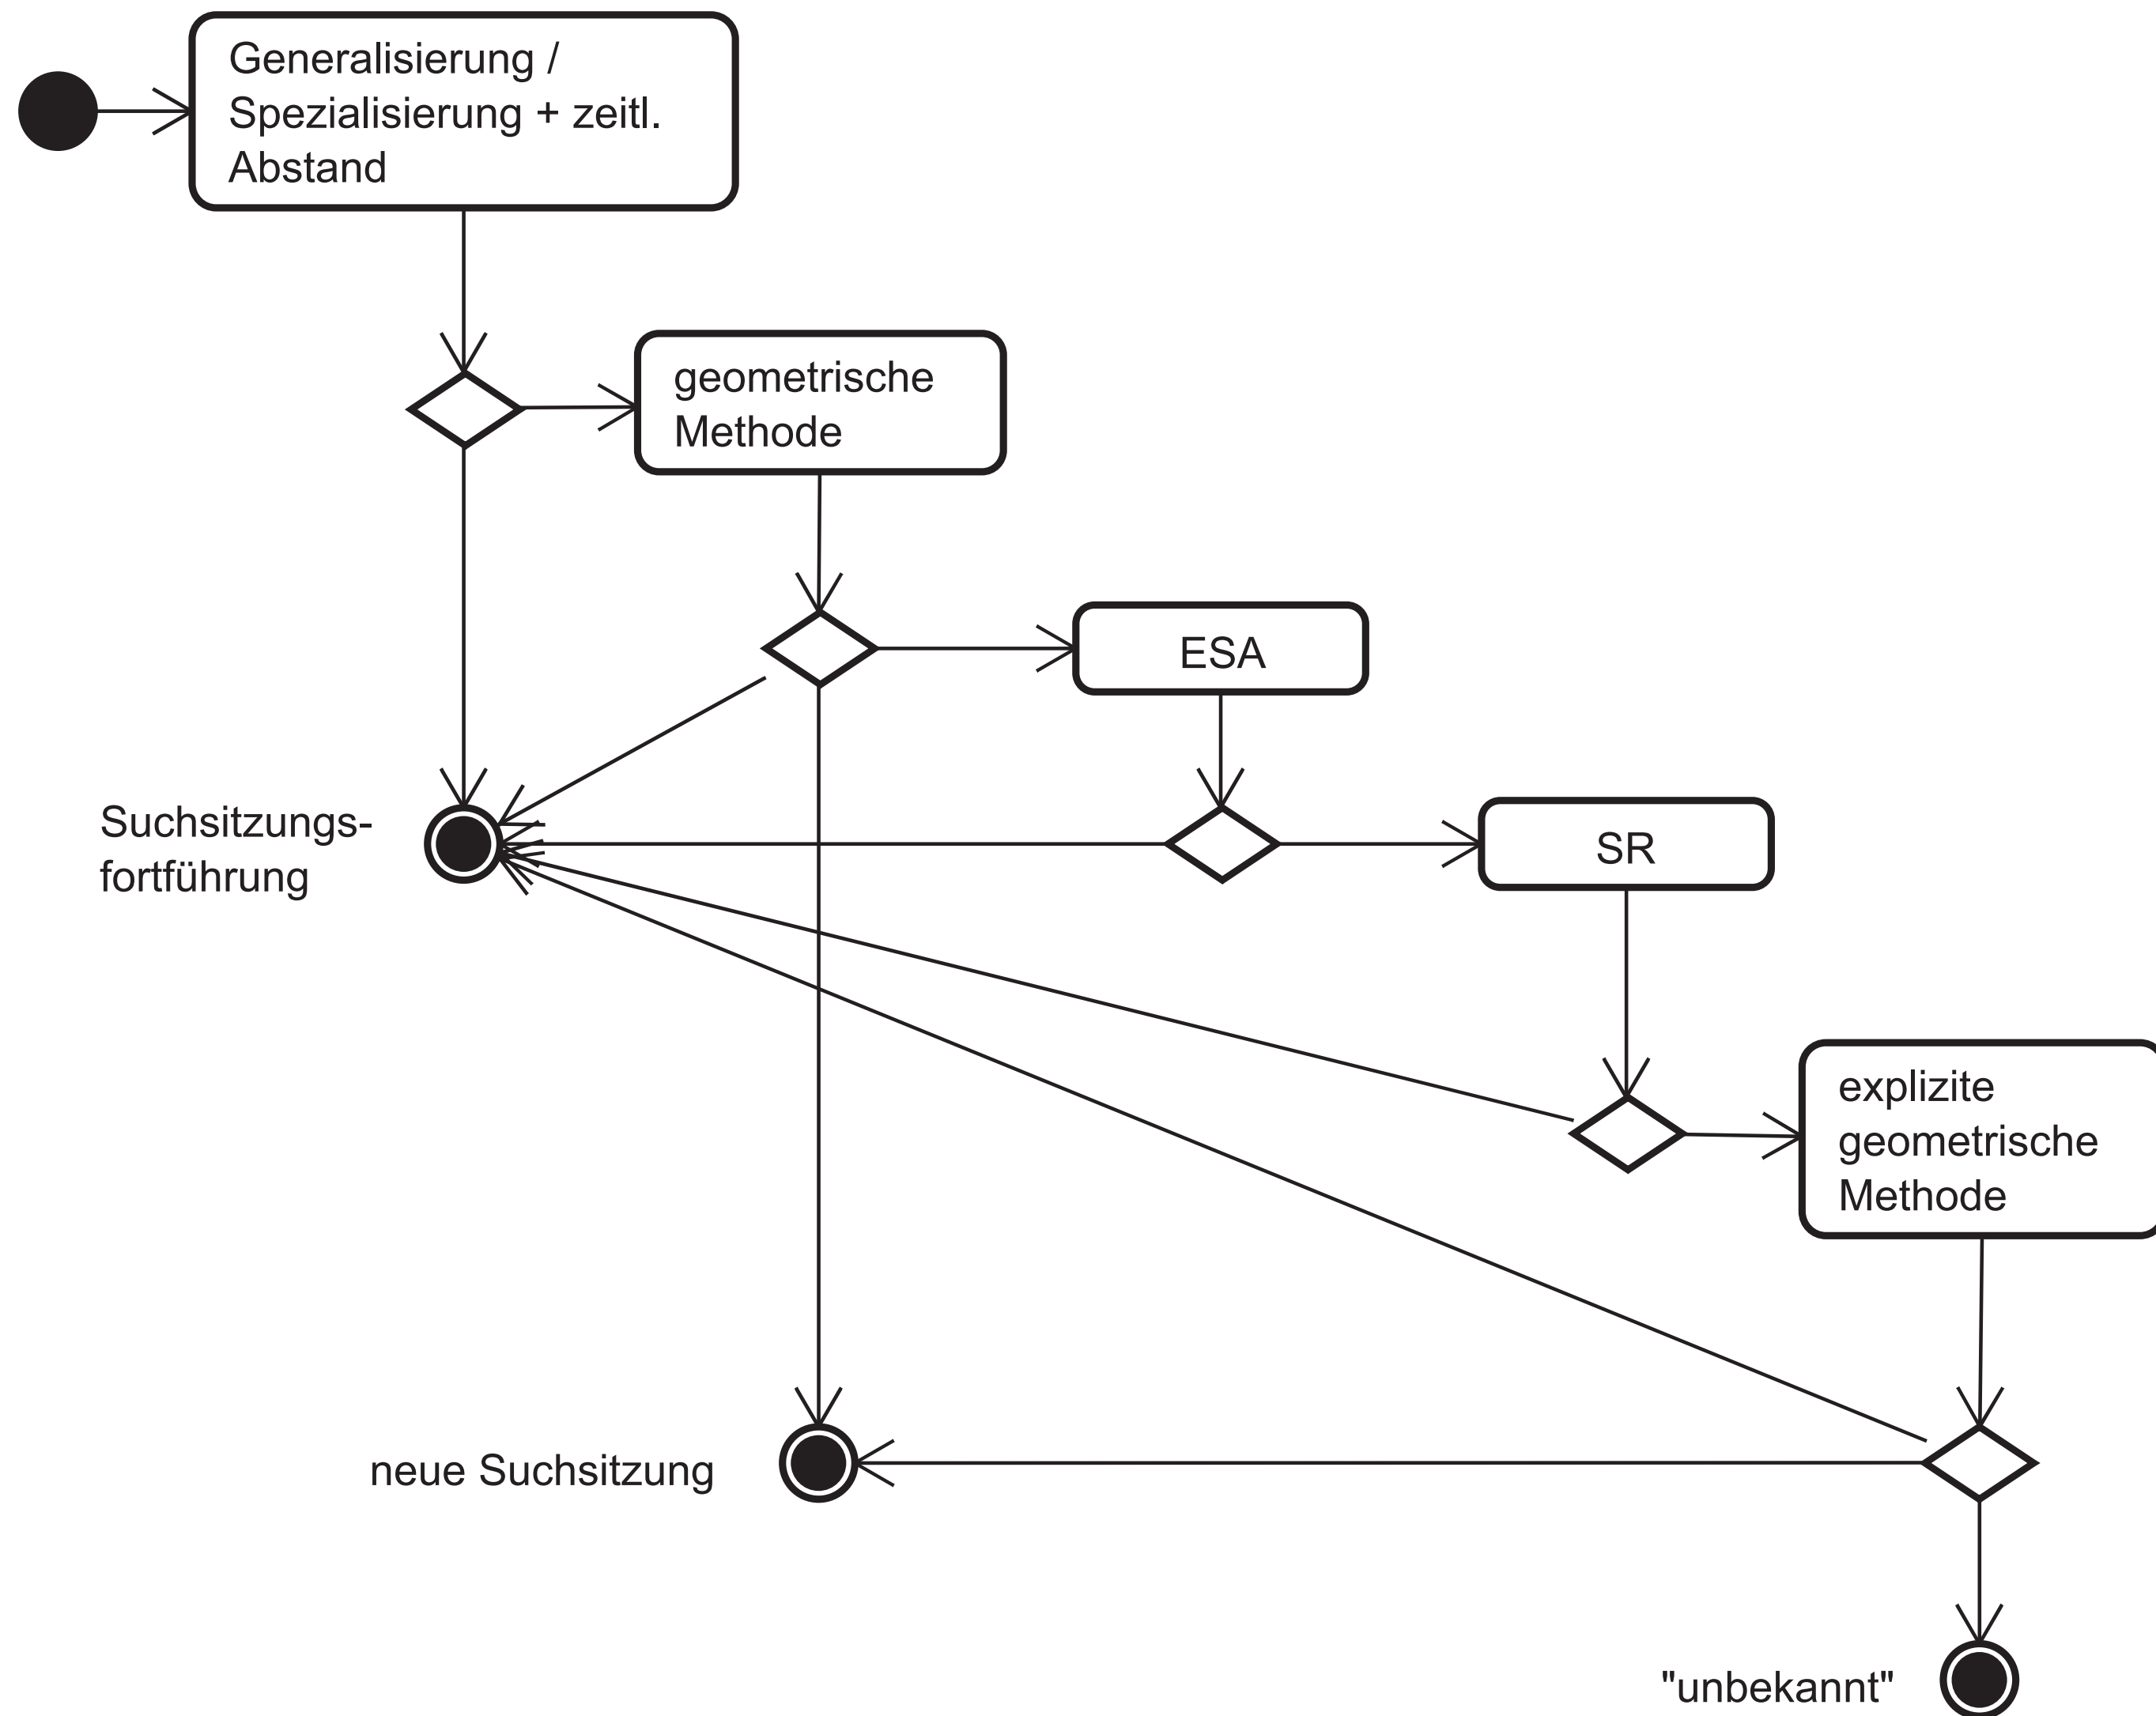 Generalisierung /
Spezialisierung + zeitl.
Abstand
geometrische
Methode
ESA
Suchsitzungs-
fortführung
SR
explizite
geometrische
Methode
neue Suchsitzung
"unbekannt"